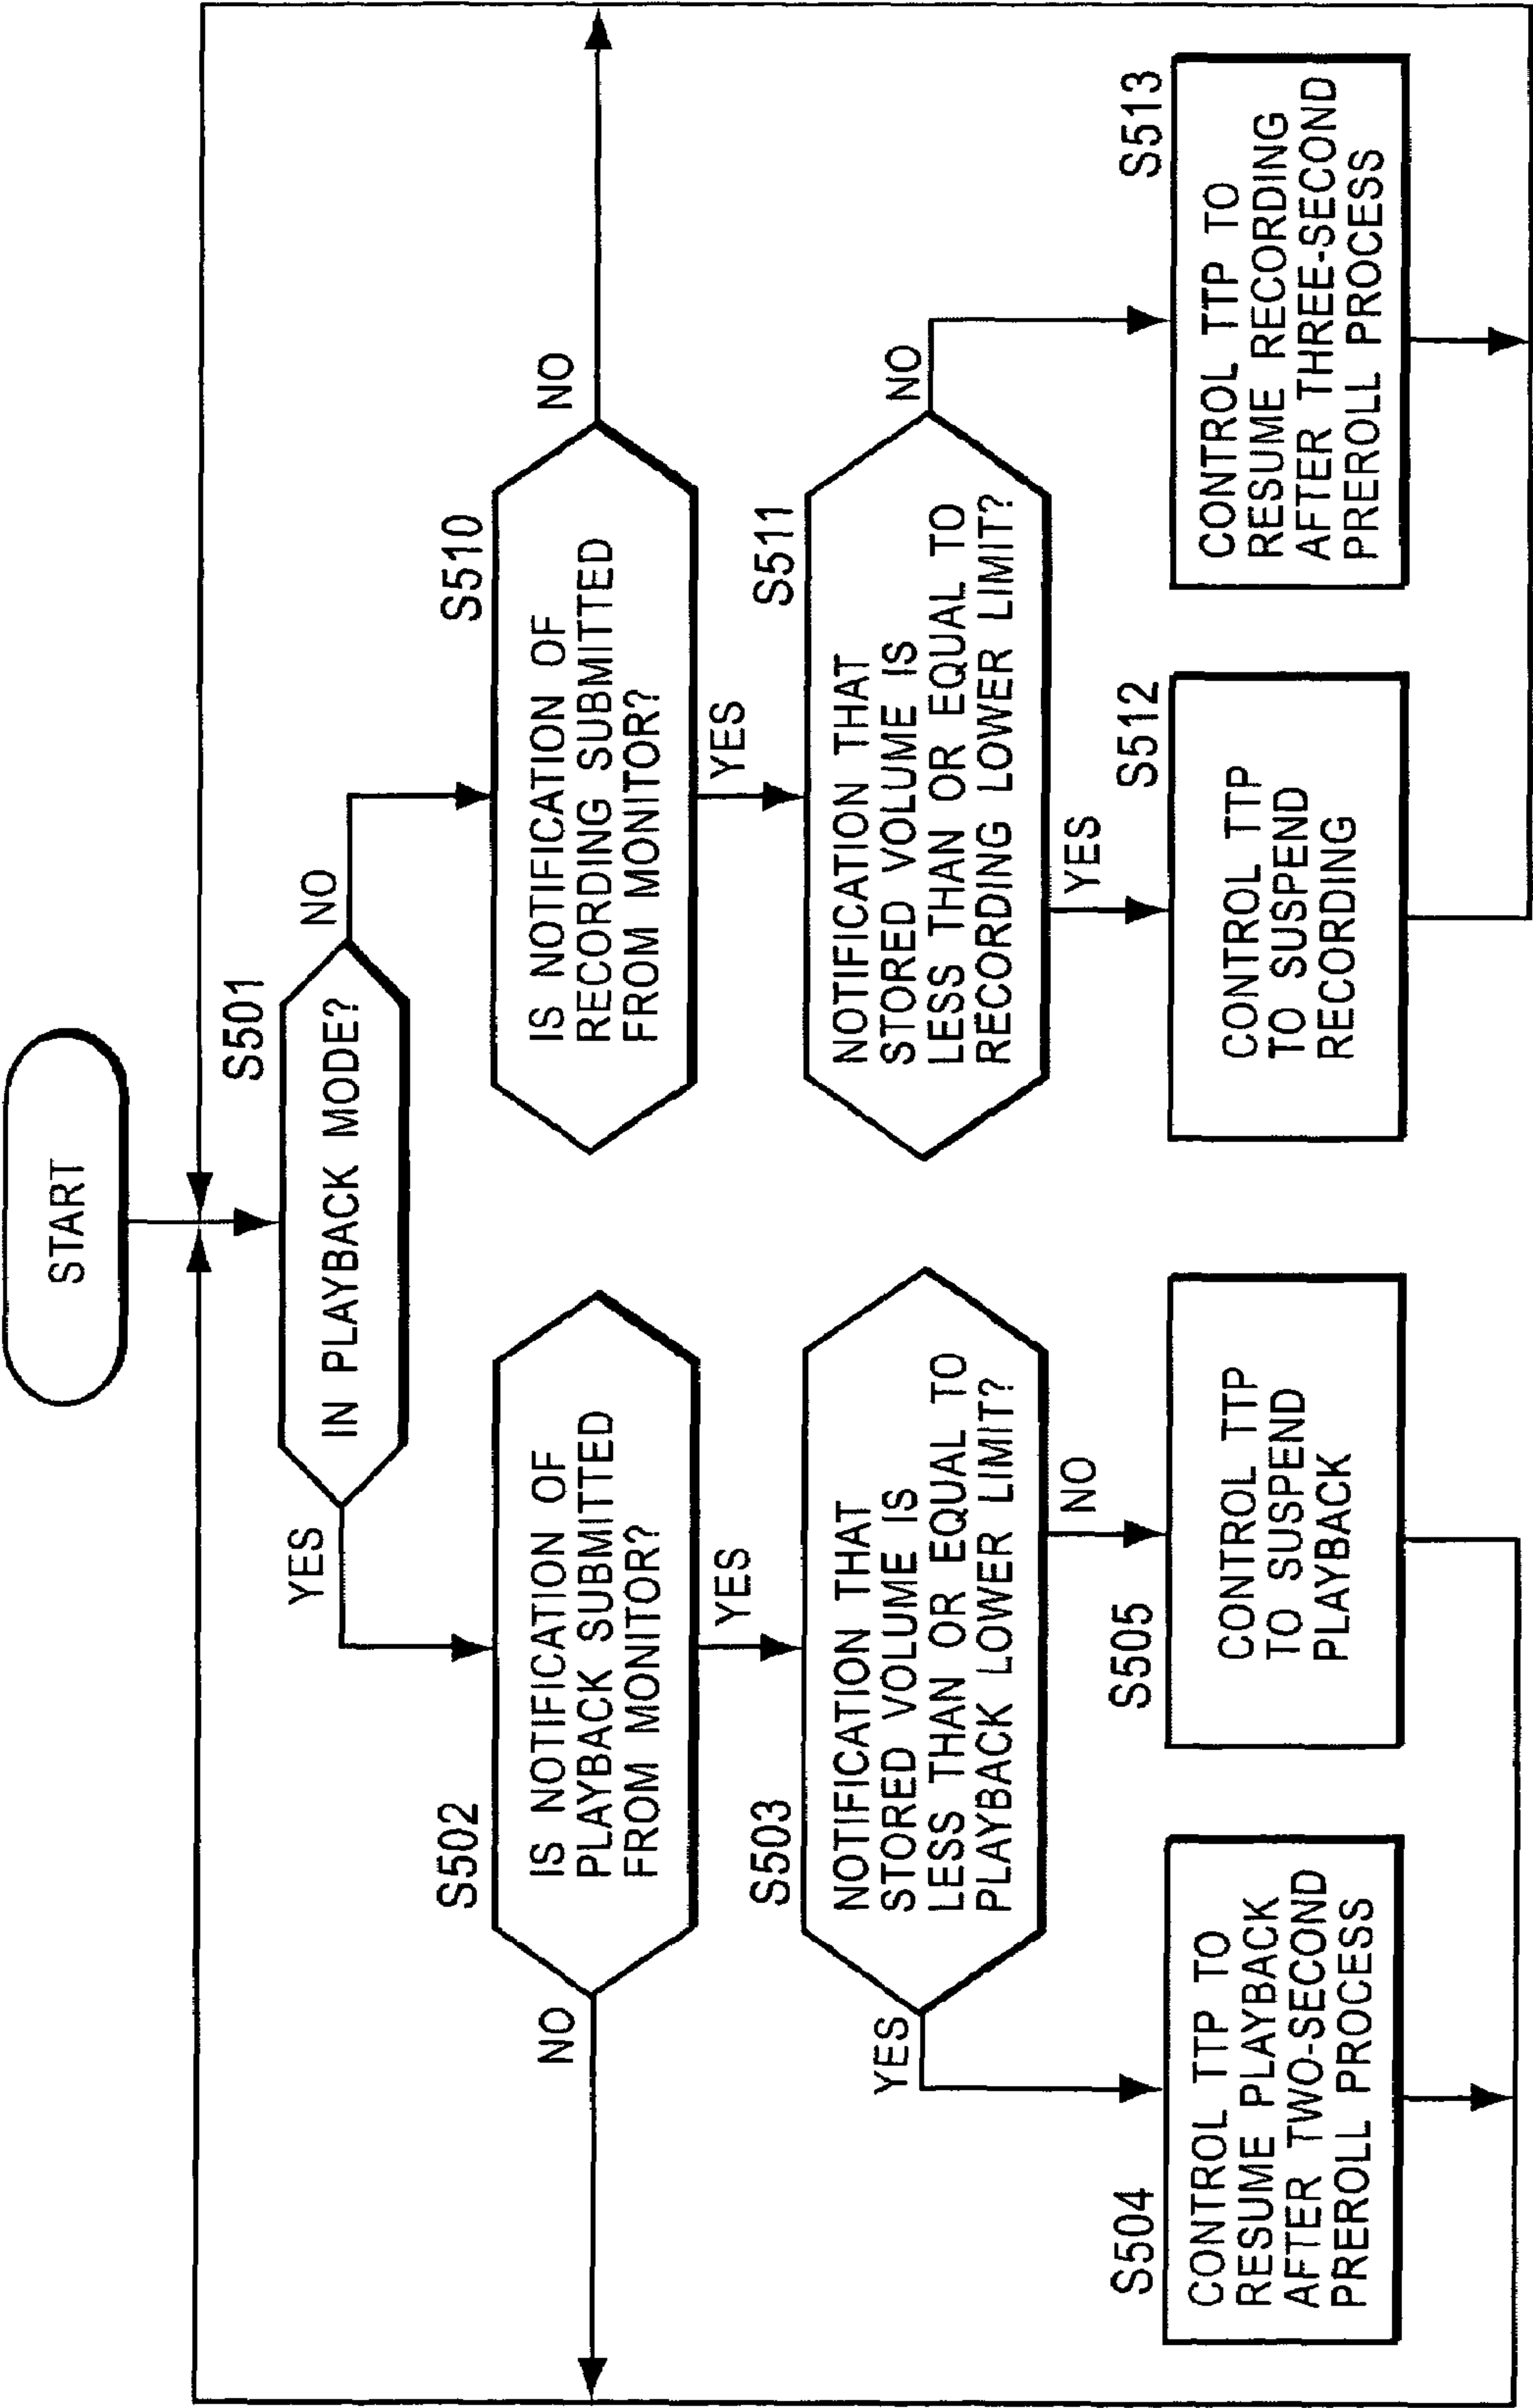 START
S501
IN PLAYBACK MODE?
YES
NO
S502
IS NOTIFICATION OF
PLAYBACK SUBMITTED
FROM MONITOR?
NO
YES
S503
NOTIFICATION THAT
STORED VOLUME IS
LESS THAN OR EQUAL TO
PLAYBACK LOWER LIMIT?
YES
NO
S504
CONTROL TTP TO
RESUME PLAYBACK
AFTER TWO-SECOND
PREROLL PROCESS
S505
CONTROL TTP
TO SUSPEND
PLAYBACK
S510
IS NOTIFICATION OF
RECORDING SUBMITTED
FROM MONITOR?
NO
YES
S511
NOTIFICATION THAT
STORED VOLUME IS
LESS THAN OR EQUAL TO
RECORDING LOWER LIMIT?
NO
YES
S512
CONTROL TTP
TO SUSPEND
RECORDING
S513
CONTROL TTP TO
RESUME RECORDING
AFTER THREE-SECOND
PREROLL PROCESS